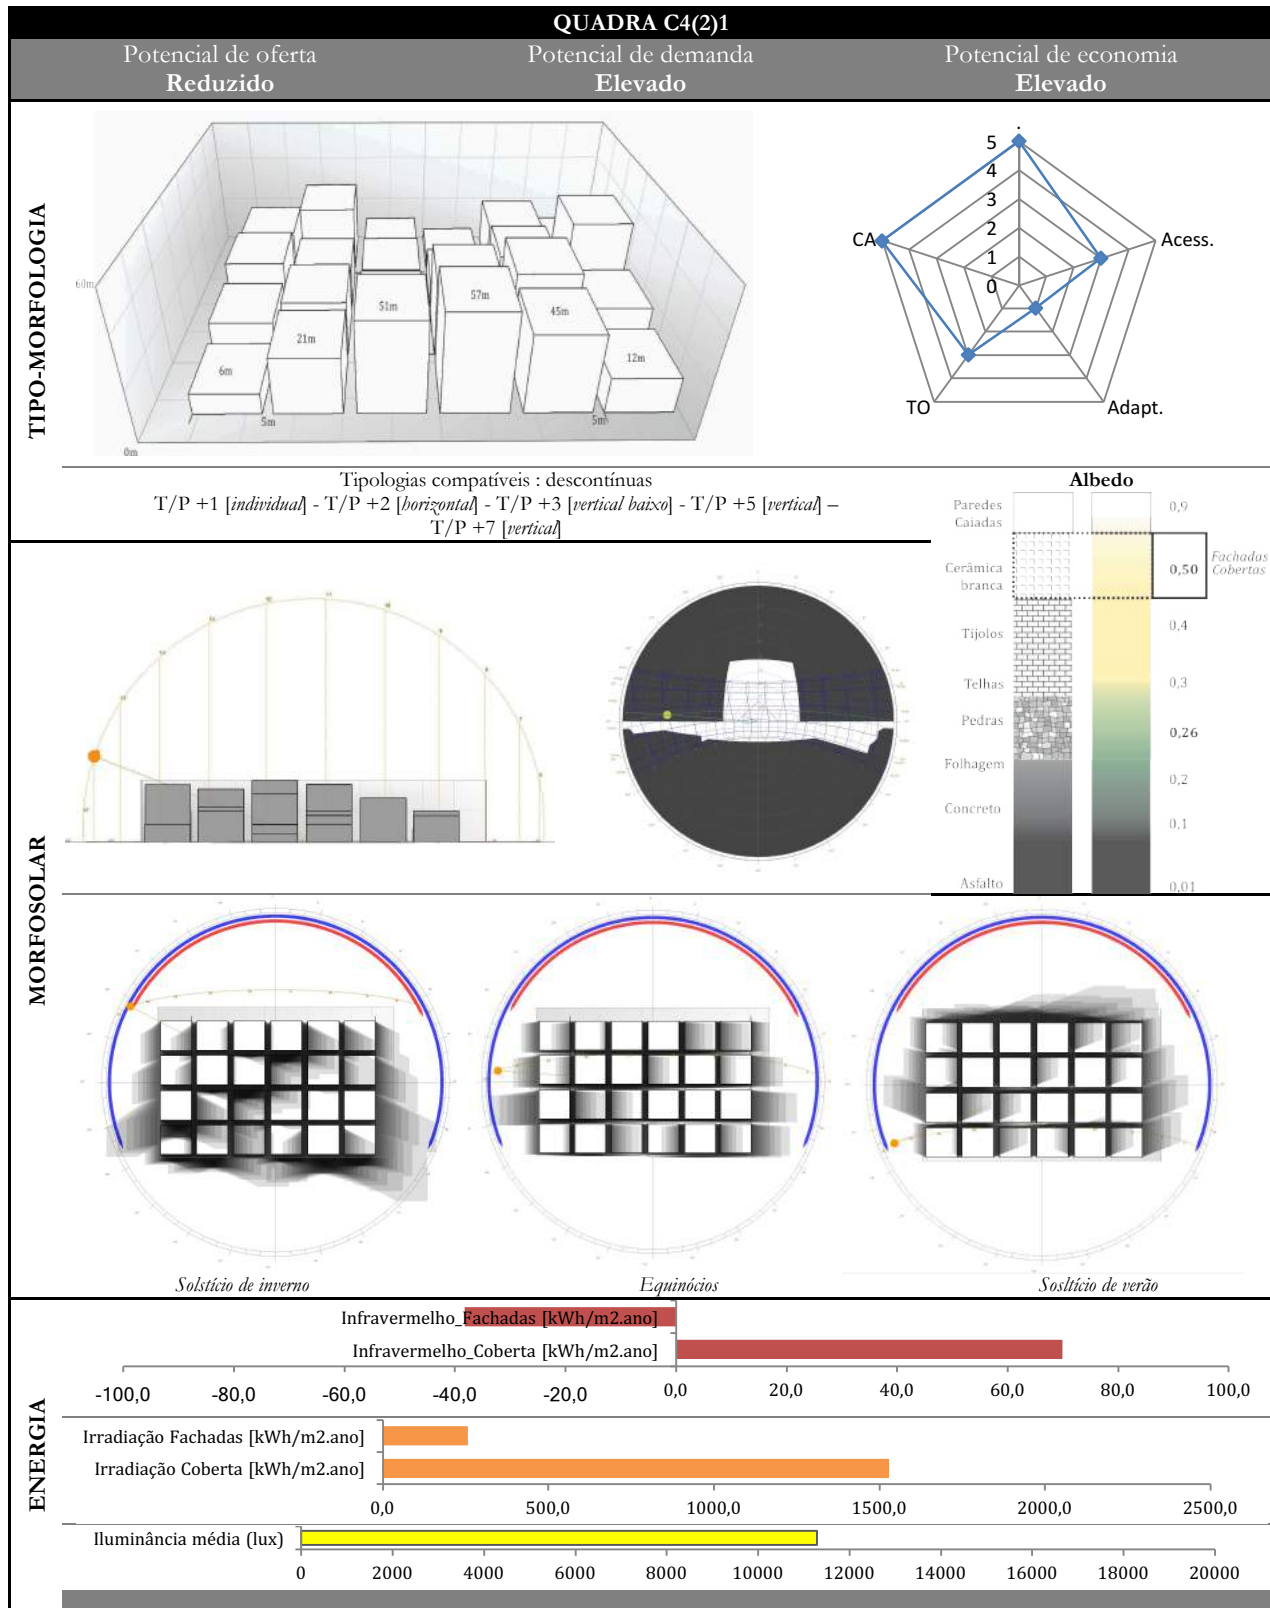 QUADRA C4(2)1
Potencial de oferta
Reduzido
Potencial de demanda
Elevado
Potencial de economia
Elevado
TIPO-MORFOLOGIA
60m
6m
21m
51m
57m
45m
12m
5m
5m
0m
.
5
4
3
2
1
0
CA
Acess.
TO
Adapt.
Tipologias compatíveis : descontínuas
T/P +1 [individual] - T/P +2 [horizontal] - T/P +3 [vertical baixo] - T/P +5 [vertical] –
T/P +7 [vertical]
Albedo
Paredes
Caiadas
0,9
Cerâmica
branca
0,50
Fachadas
Cobertas
Tijolos
0,4
Telhas
0,3
Pedras
0,26
Folhagem
0,2
Concreto
0,1
Asfalto
0,01
MORFOSOLAR
Solstício de inverno
Equinócios
Sosltício de verão
ENERGIA
Infravermelho_Fachadas [kWh/m2.ano]
Infravermelho_Coberta [kWh/m2.ano]
-100,0 -80,0 -60,0 -40,0 -20,0 0,0 20,0 40,0 60,0 80,0 100,0
Irradiação Fachadas [kWh/m2.ano]
Irradiação Coberta [kWh/m2.ano]
0,0 500,0 1000,0 1500,0 2000,0 2500,0
Iluminância média (lux)
0 2000 4000 6000 8000 10000 12000 14000 16000 18000 20000